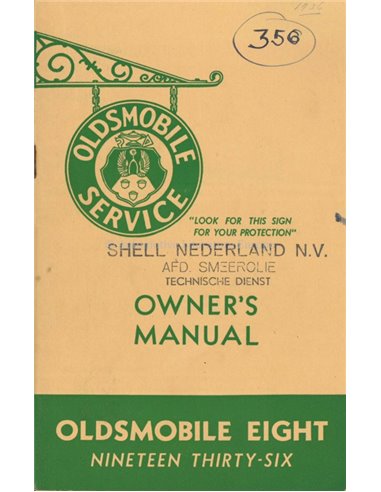 1936
356
OLDSMOBILE
SERVICE
"LOOK FOR THIS SIGN
FOR YOUR PROTECTION"
SHELL NEDERLAND N.V.
AFD. SMEEROLIE
TECHNISCHE DIENST
OWNER'S
MANUAL
OLDSMOBILE EIGHT
NINETEEN THIRTY-SIX